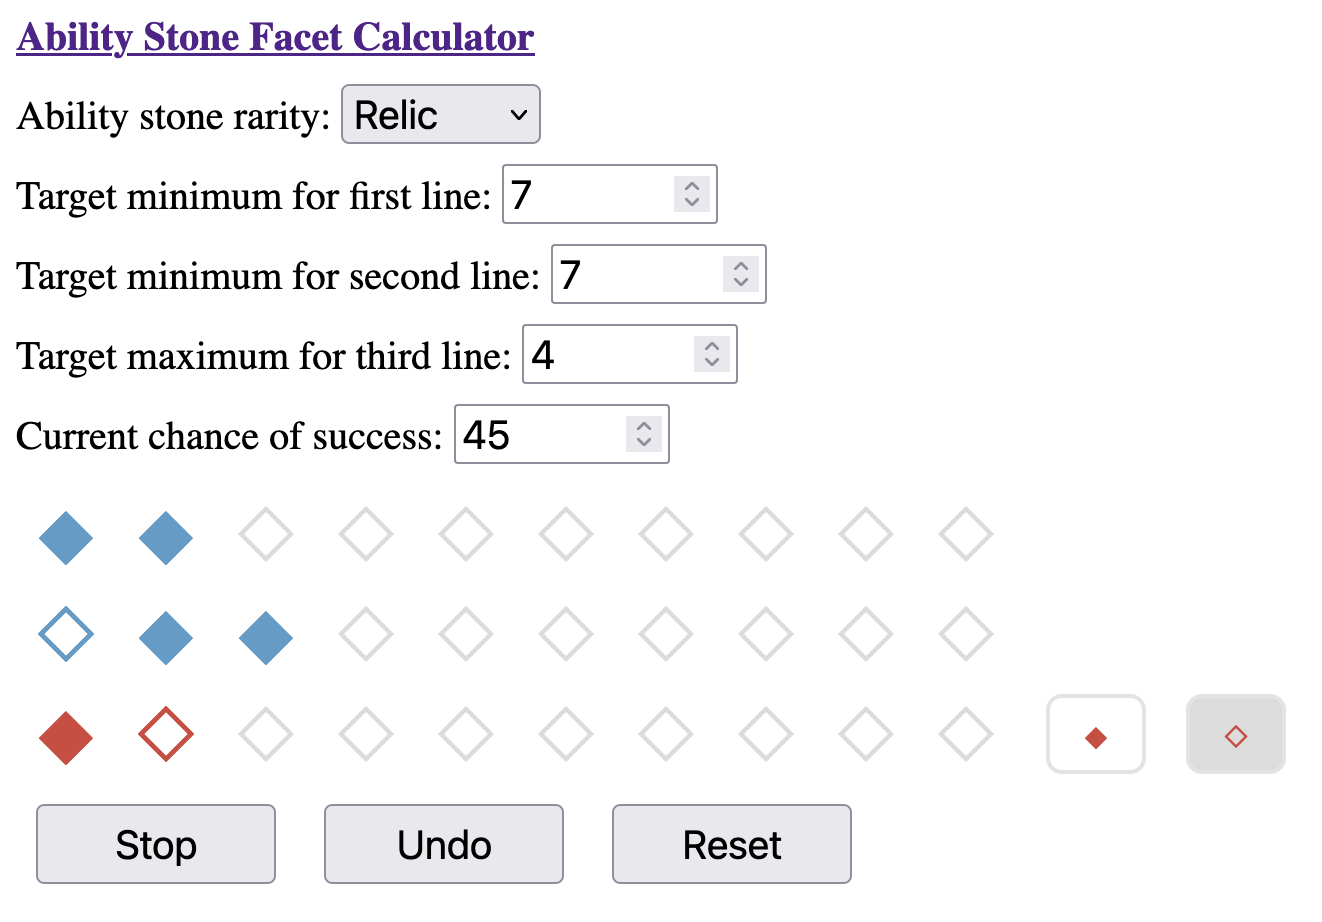 Ability Stone Facet Calculator
Ability stone rarity: Relic
Target minimum for first line: 7
Target minimum for second line: 7
Target maximum for third line: 4
Current chance of success: 45
Stop Undo Reset